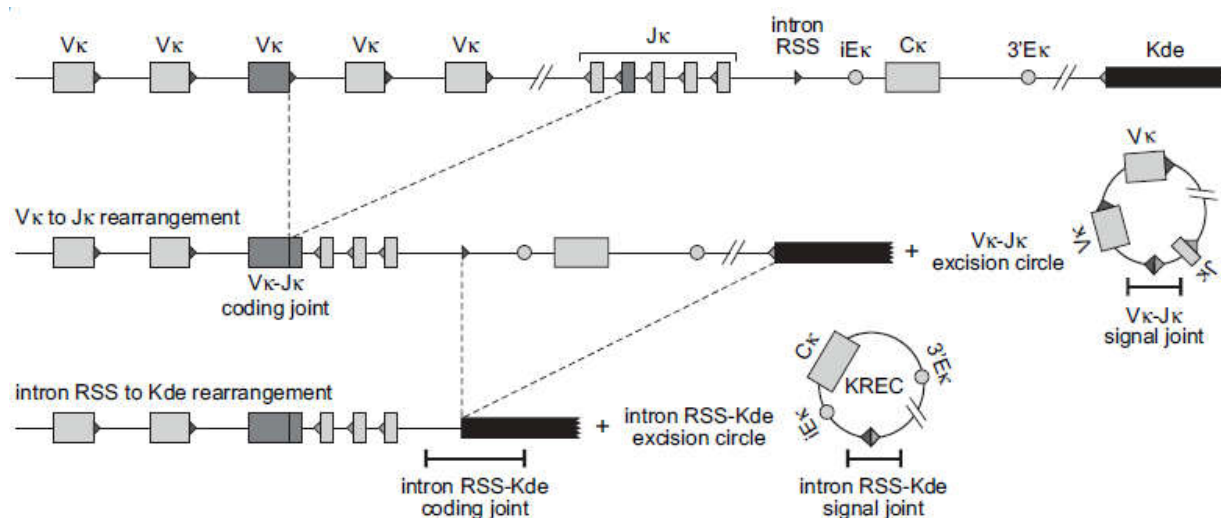 Vκ Vκ Vκ Vκ Vκ Jκ intron RSS iEκ Cκ 3'Eκ Kde
Vκ to Jκ rearrangement
Vκ-Jκ
coding joint
+ Vκ-Jκ
excision circle
Vκ
Vκ
Jκ
Vκ-Jκ
signal joint
intron RSS to Kde rearrangement
+ intron RSS-Kde
excision circle
Cκ
3'Eκ
KREC
iEκ
intron RSS-Kde
coding joint
intron RSS-Kde
signal joint